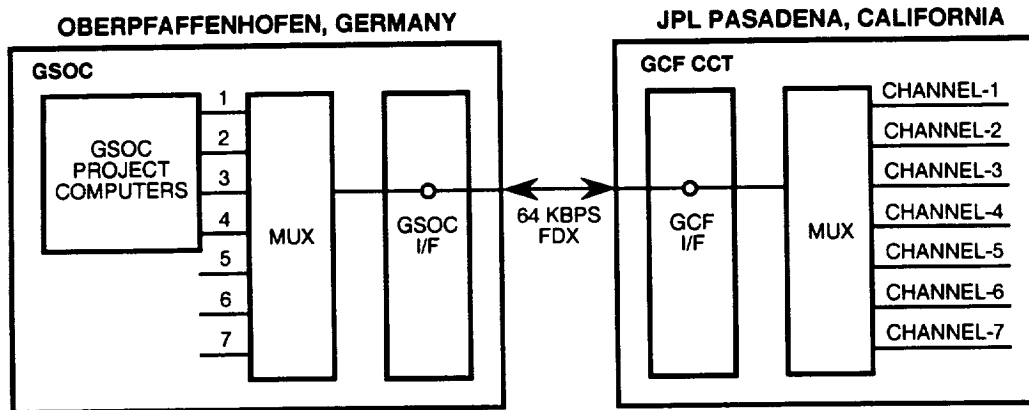 OBERPFAFFENHOFEN, GERMANY
GSOC
GSOC
PROJECT
COMPUTERS
1
2
3
4
5
6
7
MUX
GSOC
I/F
64 KBPS
FDX
JPL PASADENA, CALIFORNIA
GCF CCT
GCF
I/F
MUX
CHANNEL-1
CHANNEL-2
CHANNEL-3
CHANNEL-4
CHANNEL-5
CHANNEL-6
CHANNEL-7